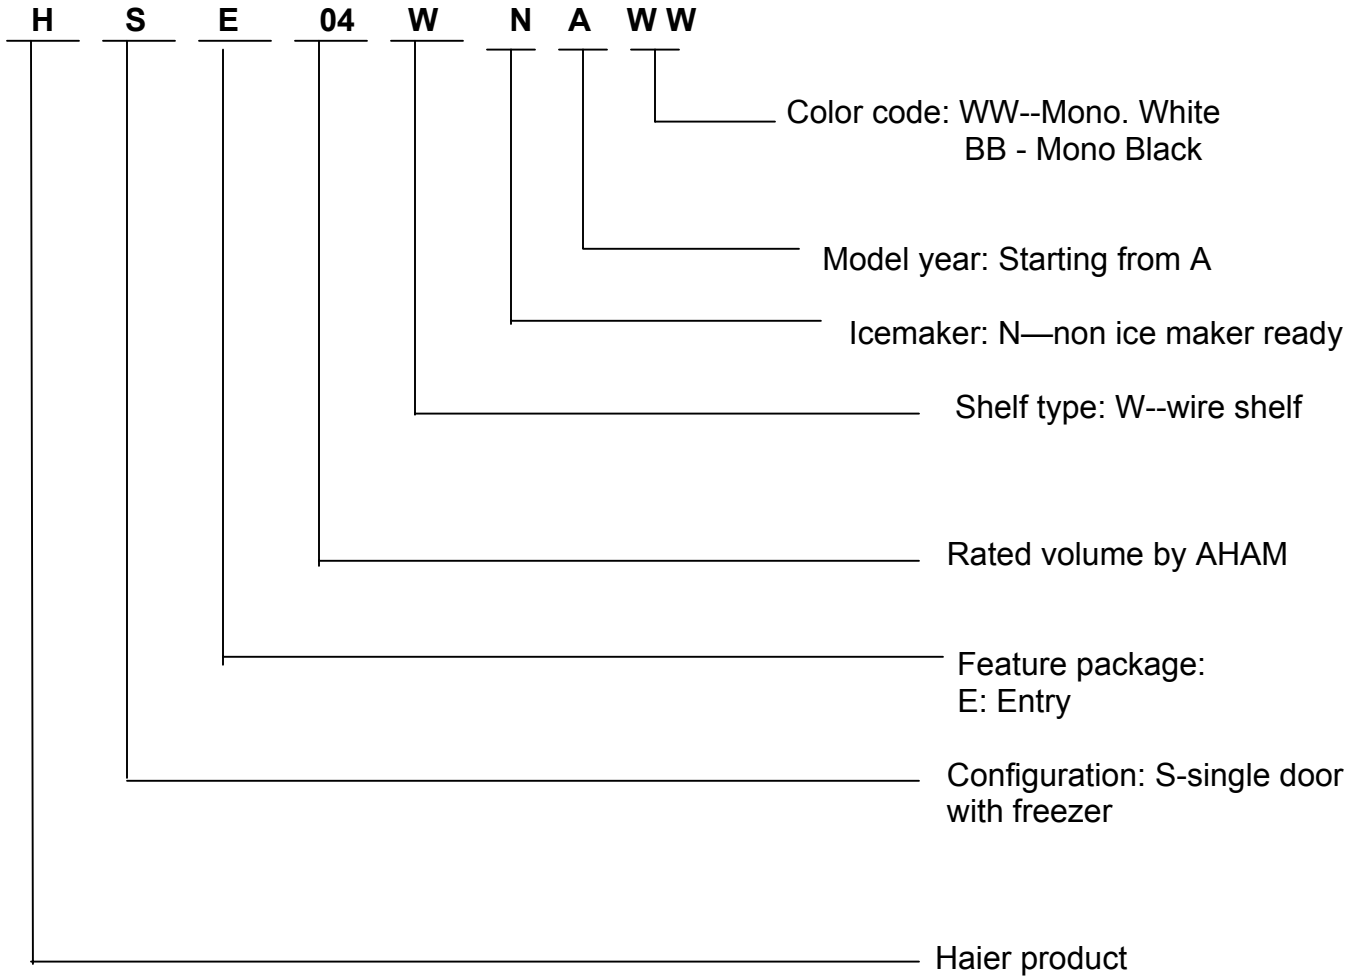 H S E 04 W N A W W
Color code: WW--Mono. White
BB - Mono Black
Model year: Starting from A
Icemaker: N—non ice maker ready
Shelf type: W--wire shelf
Rated volume by AHAM
Feature package:
E: Entry
Configuration: S-single door
with freezer
Haier product